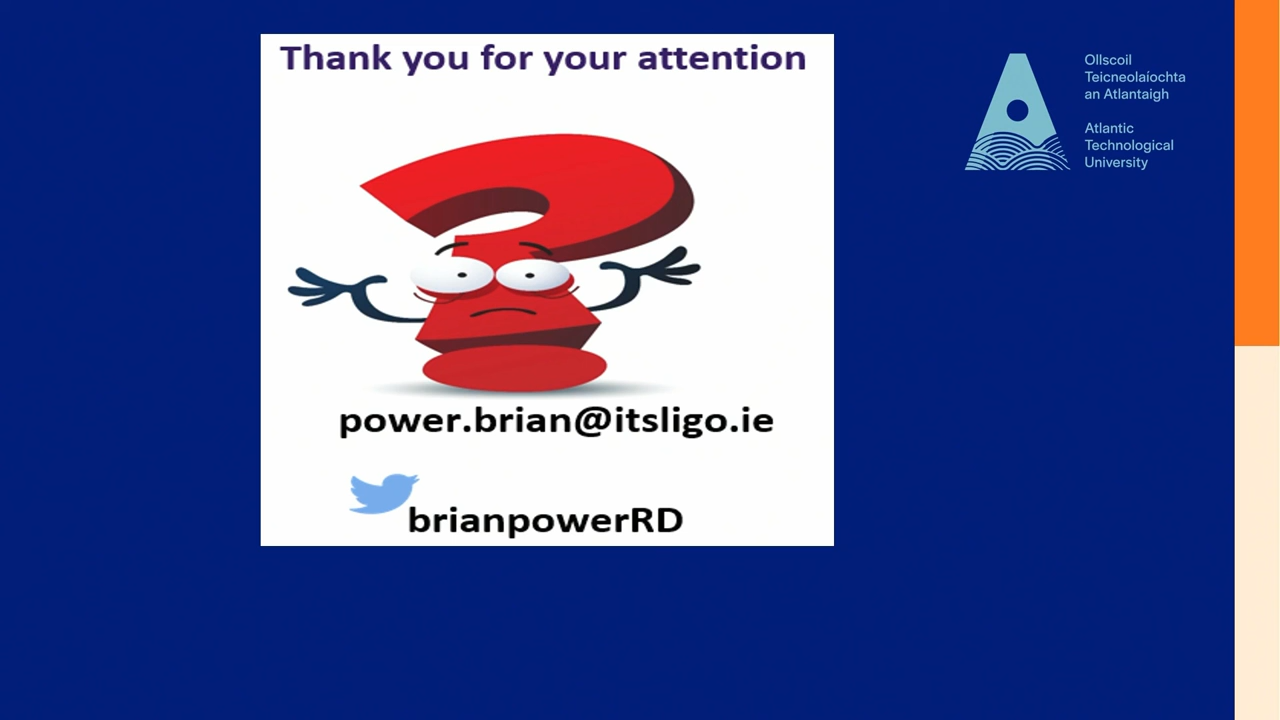 Thank you for your attention
power.brian@itsligo.ie
brianpowerRD
Ollscoil
Teicneolaíochta
an Atlantaigh
Atlantic
Technological
University